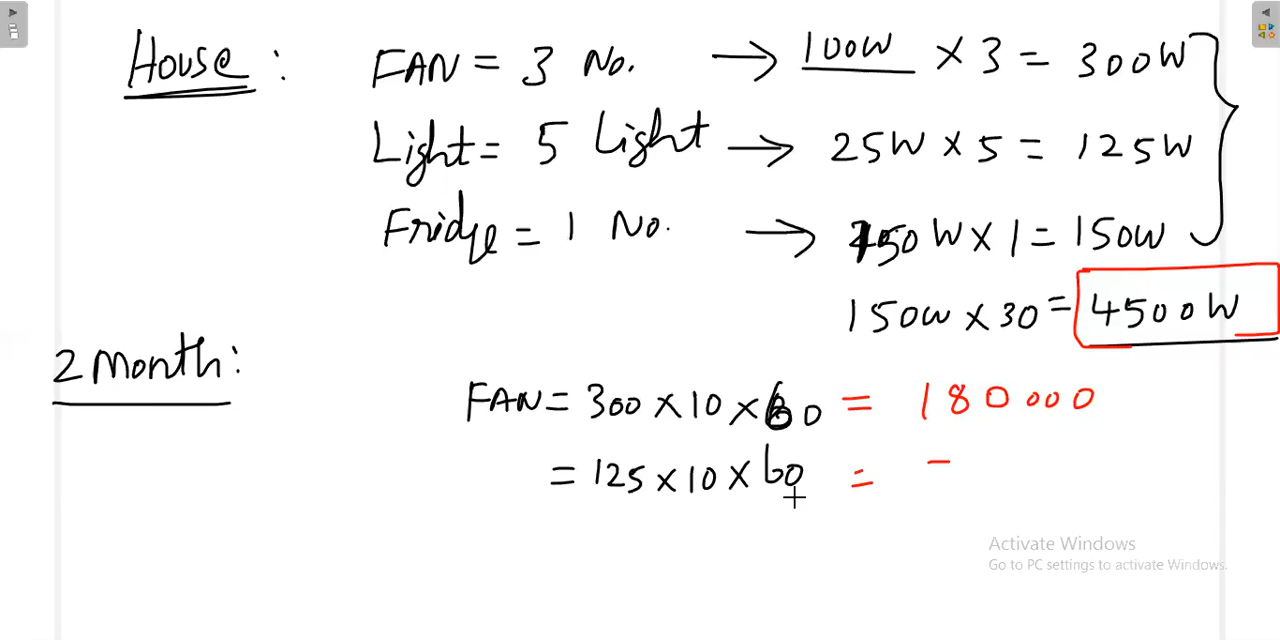 House : FAN = 3 No. → 100W × 3 = 300W
Light = 5 Light → 25W × 5 = 125W
Fridge = 1 No. → 150W × 1 = 150W
150W × 30 = 4500W
2 Month :
FAN = 300 × 10 × 60 = 180000
= 125 × 10 × 60 =
Activate Windows
Go to PC settings to activate Windows.